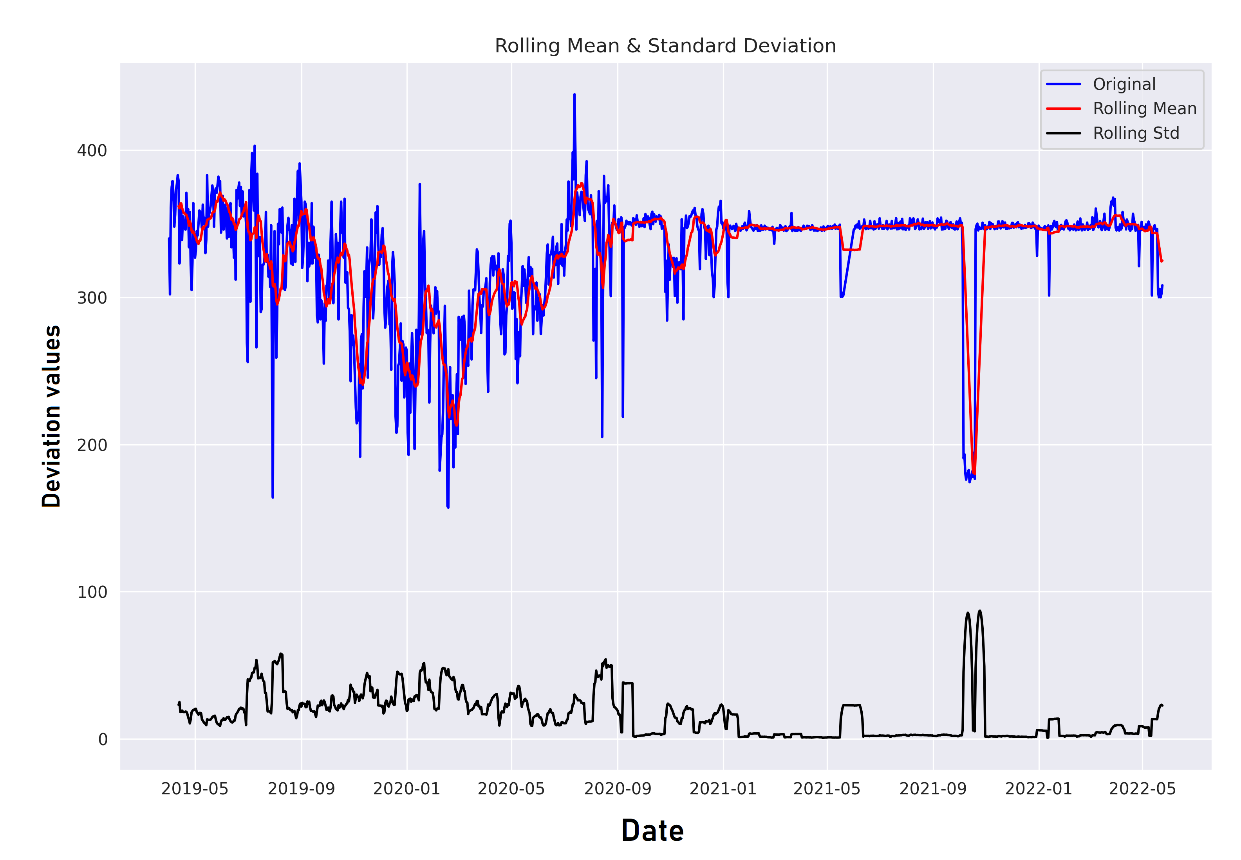 Rolling Mean & Standard Deviation
Original
Rolling Mean
Rolling Std
Deviation values
400
300
200
100
0
2019-05 2019-09 2020-01 2020-05 2020-09 2021-01 2021-05 2021-09 2022-01 2022-05
Date